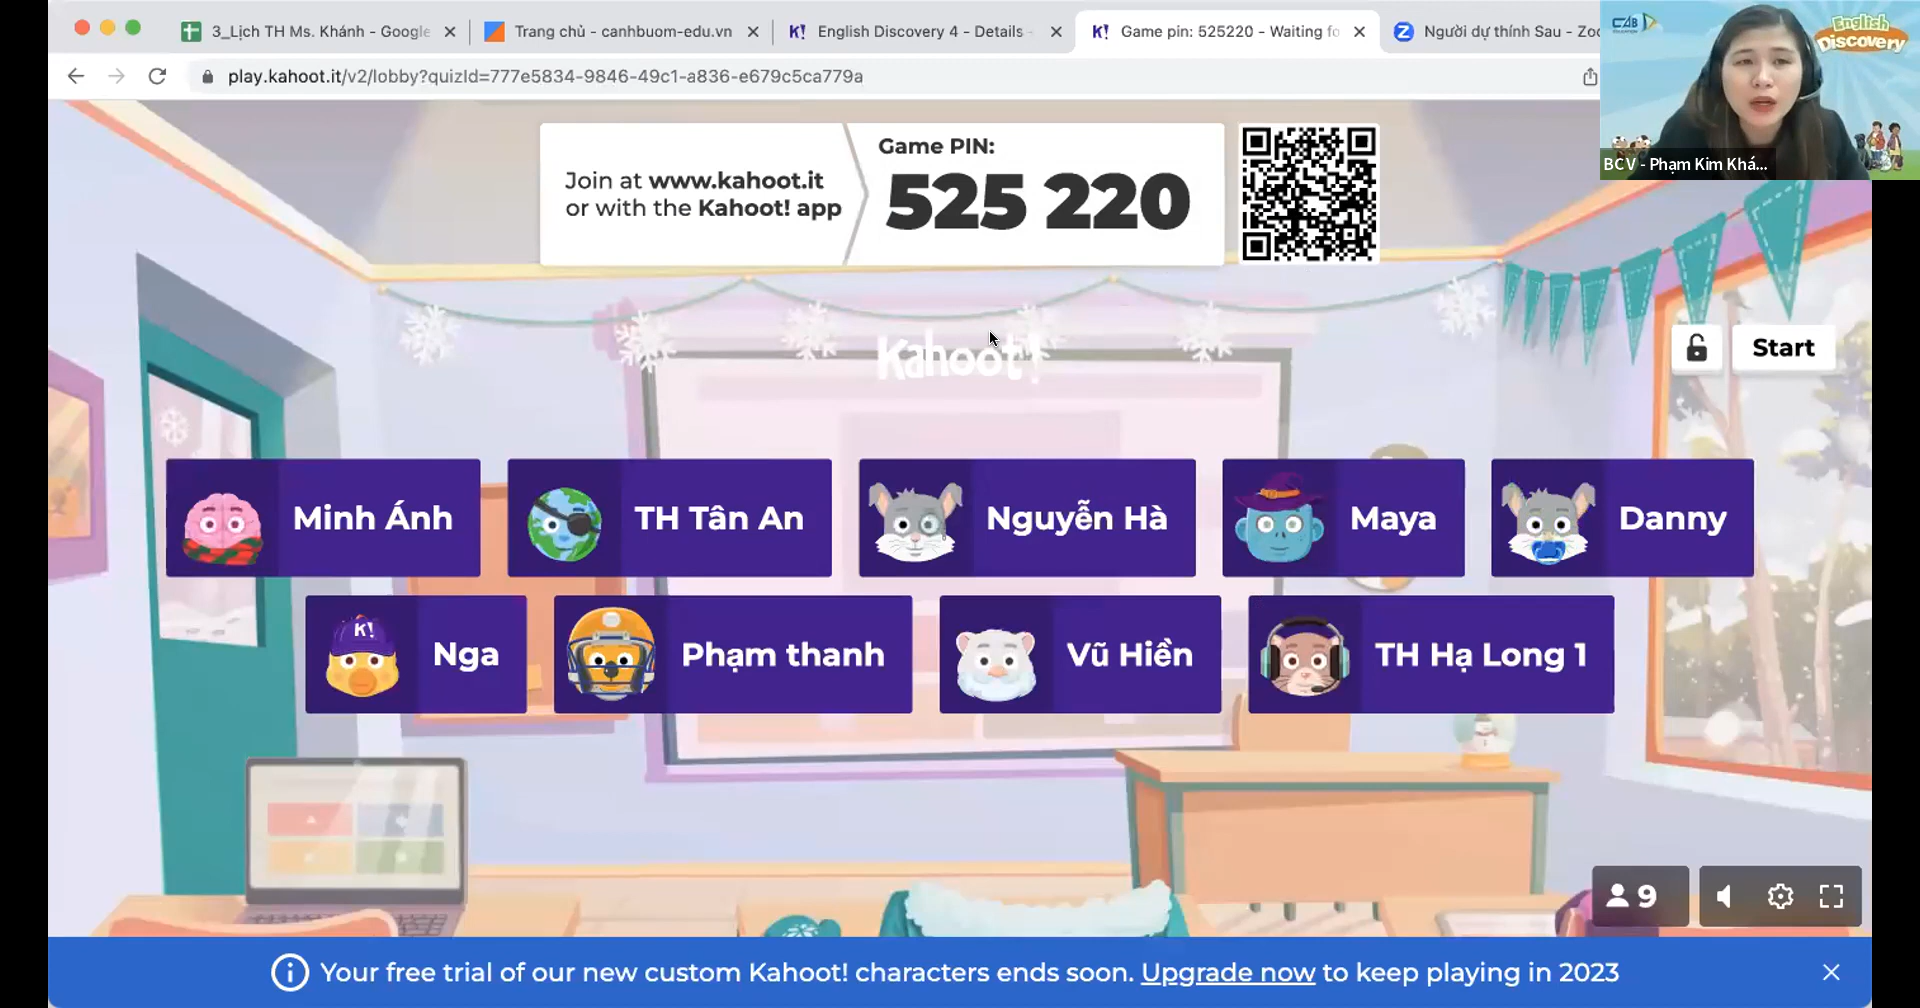 3_Lịch TH Ms. Khánh - Google
Trang chủ - canhbuom-edu.vn
K! English Discovery 4 - Details -
K! Game pin: 525220 - Waiting fo
Z Người dự thính Sau - Zoo
play.kahoot.it/v2/lobby?quizId=777e5834-9846-49c1-a836-e679c5ca779a
CAB
English
Discovery
BCV - Phạm Kim Khá...
Join at www.kahoot.it
or with the Kahoot! app
Game PIN:
525 220
Kahoot!
Start
Minh Ánh
TH Tân An
Nguyễn Hà
Maya
Danny
K!
Nga
Phạm thanh
Vũ Hiền
TH Hạ Long 1
9
Your free trial of our new custom Kahoot! characters ends soon. Upgrade now to keep playing in 2023